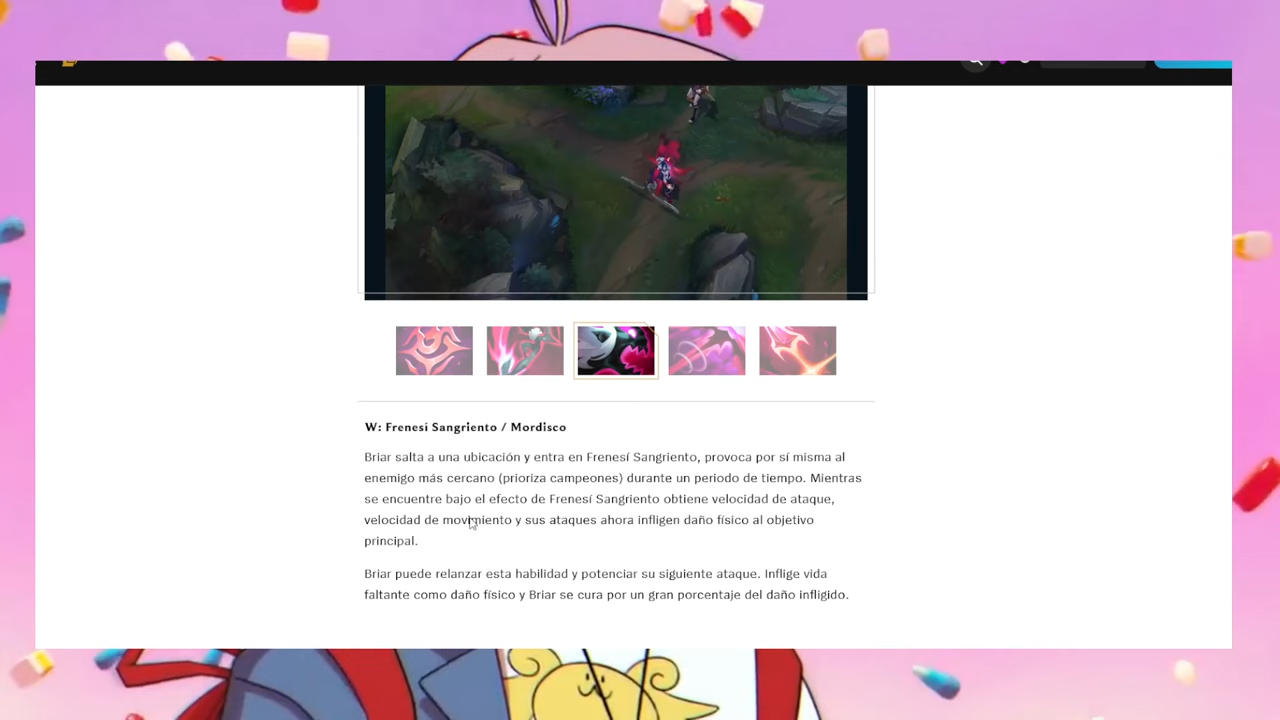 W: Frenesí Sangriento / Mordisco
Briar salta a una ubicación y entra en Frenesí Sangriento, provoca por sí misma al
enemigo más cercano (prioriza campeones) durante un periodo de tiempo. Mientras
se encuentre bajo el efecto de Frenesí Sangriento obtiene velocidad de ataque,
velocidad de movimiento y sus ataques ahora infligen daño físico al objetivo
principal.
Briar puede relanzar esta habilidad y potenciar su siguiente ataque. Inflige vida
faltante como daño físico y Briar se cura por un gran porcentaje del daño infligido.